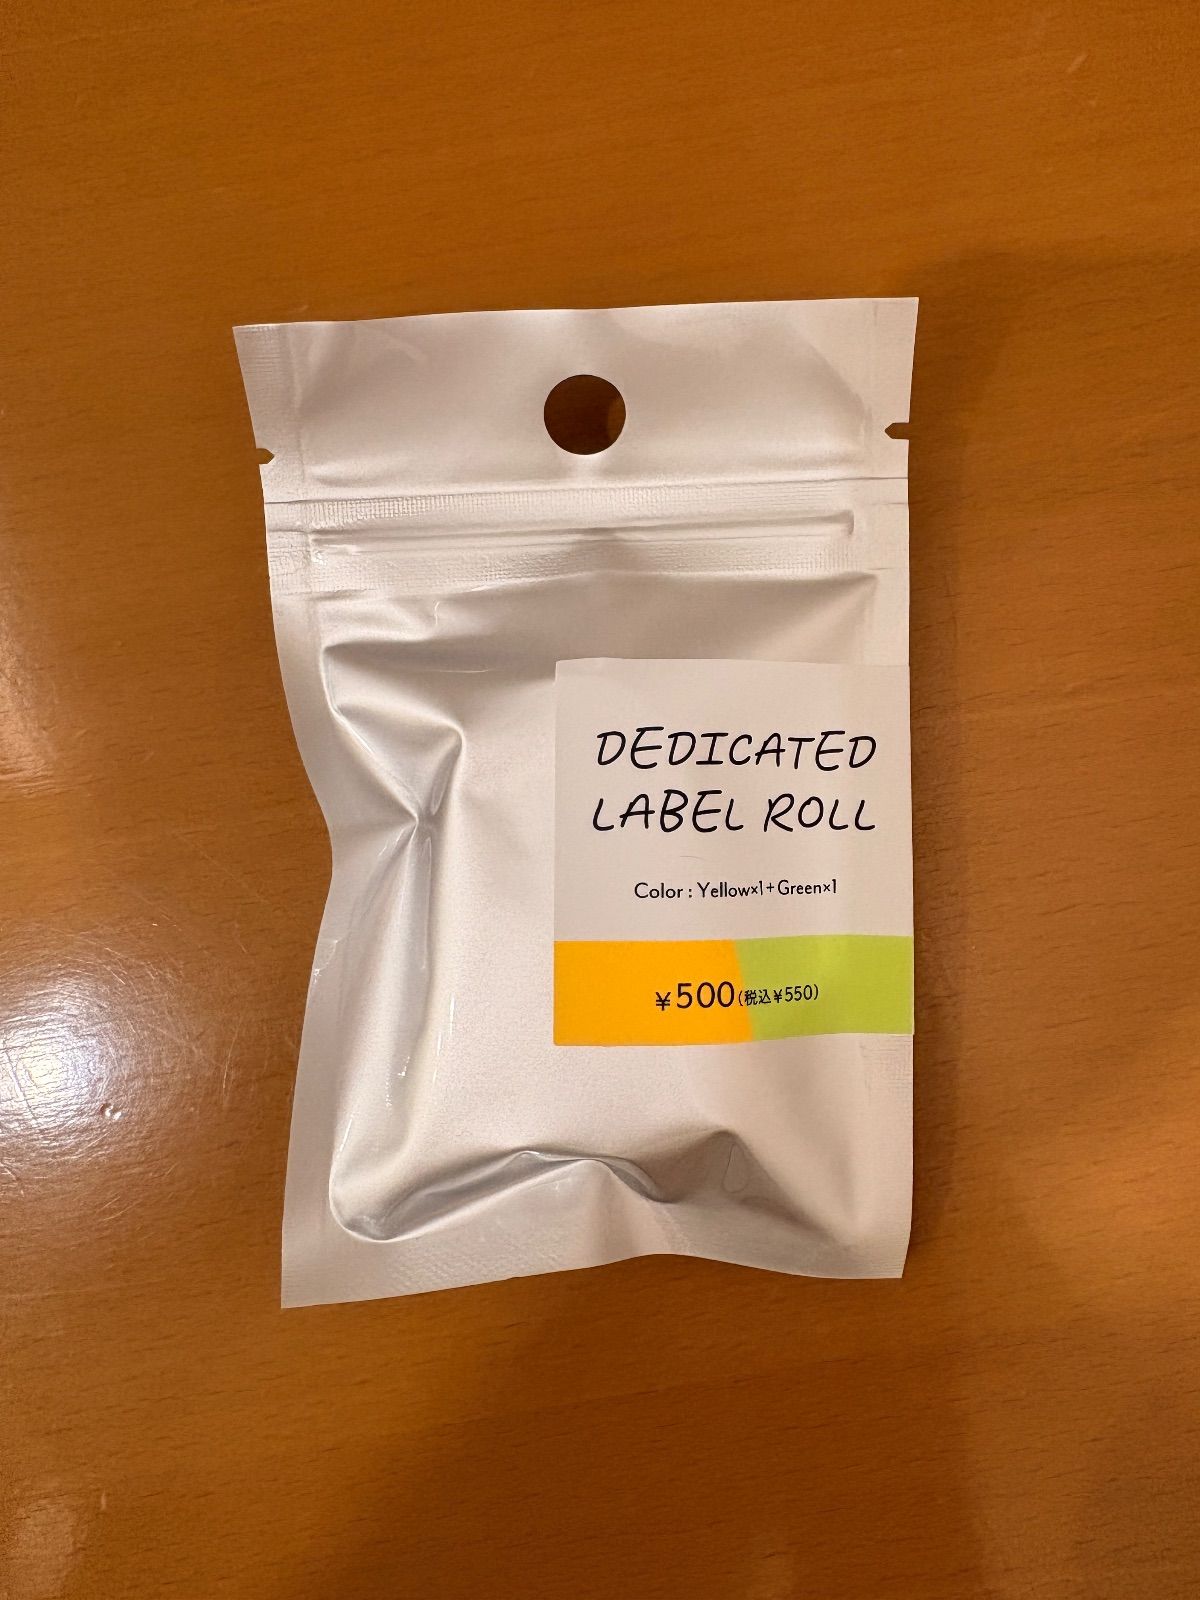 DEDICATED
LABEL ROLL
Color : Yellow×1+Green×1
¥500(税込¥550)